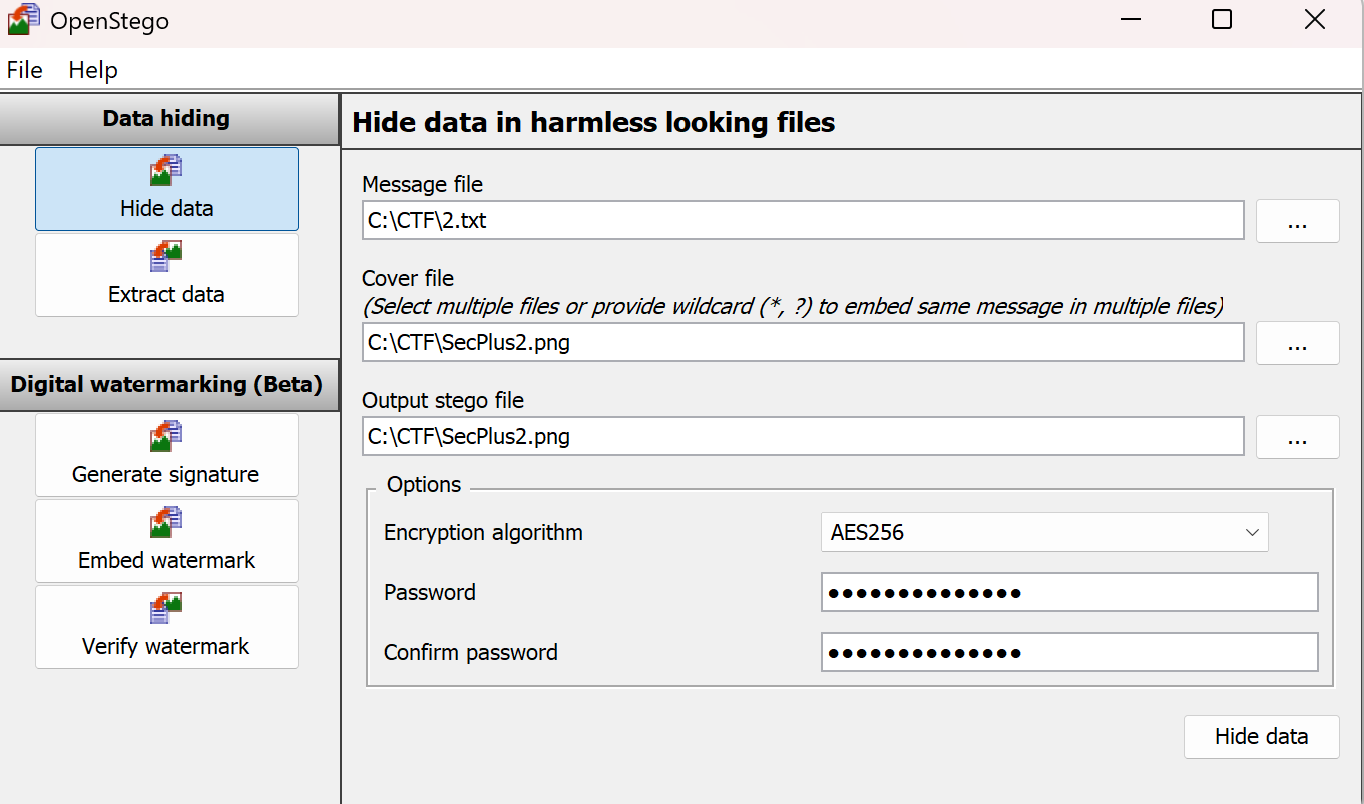 OpenStego
File Help
Data hiding
Hide data
Extract data
Digital watermarking (Beta)
Generate signature
Embed watermark
Verify watermark
Hide data in harmless looking files
Message file
C:\CTF\2.txt
...
Cover file
(Select multiple files or provide wildcard (*, ?) to embed same message in multiple files)
C:\CTF\SecPlus2.png
...
Output stego file
C:\CTF\SecPlus2.png
...
Options
Encryption algorithm
AES256
Password
●●●●●●●●●●●●●●
Confirm password
●●●●●●●●●●●●●●
Hide data